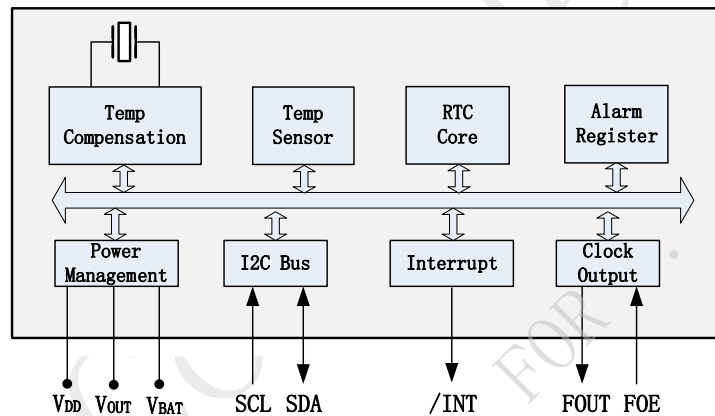 Temp
Compensation
Temp
Sensor
RTC
Core
Alarm
Register
Power
Management
I2C Bus
Interrupt
Clock
Output
VDD VOUT VBAT SCL SDA /INT FOUT FOE
FOR